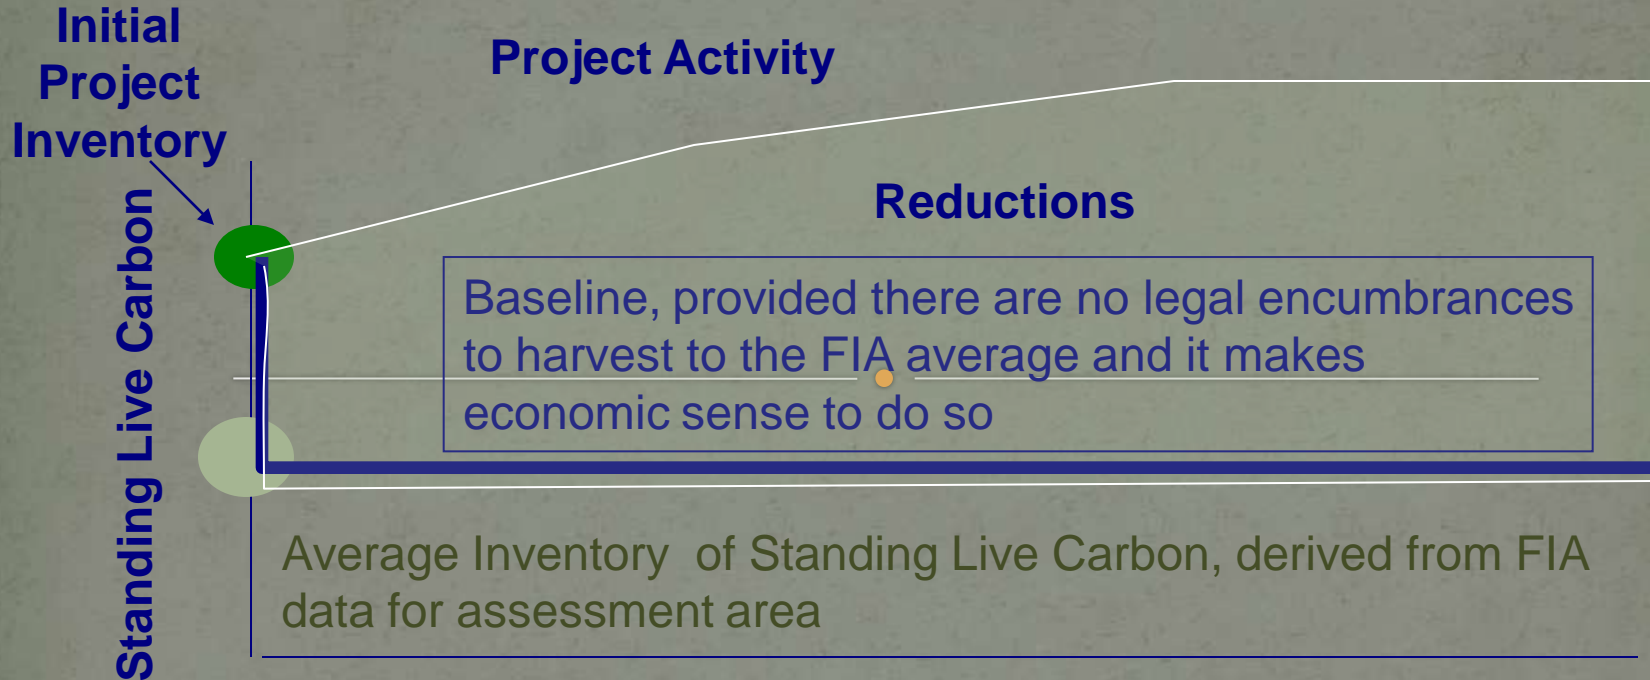 Initial
Project
Inventory
Project Activity
Standing Live Carbon
Reductions
Baseline, provided there are no legal encumbrances
to harvest to the FIA average and it makes
economic sense to do so
Average Inventory  of Standing Live Carbon, derived from FIA
data for assessment area